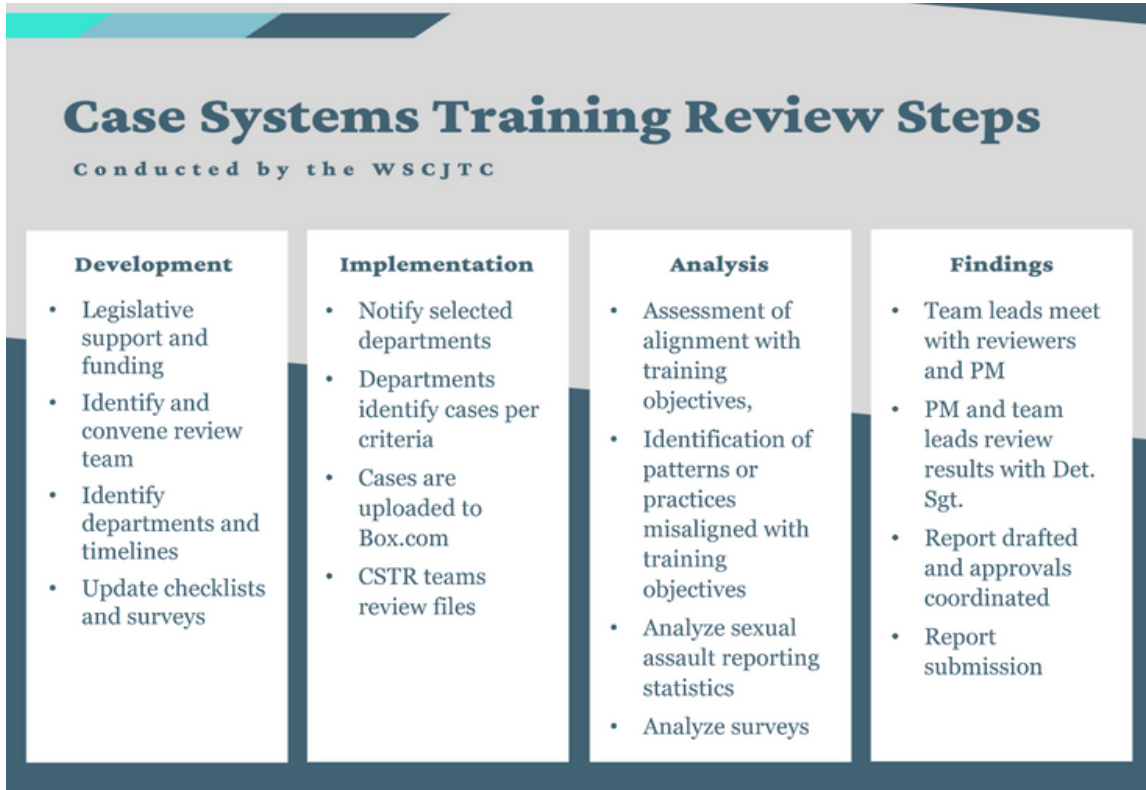 Case Systems Training Review Steps
Conducted by the WSCJTC
Development
• Legislative
support and
funding
• Identify and
convene review
team
• Identify
departments and
timelines
• Update checklists
and surveys
Implementation
• Notify selected
departments
• Departments
identify cases per
criteria
• Cases are
uploaded to
Box.com
• CSTR teams
review files
Analysis
• Assessment of
alignment with
training
objectives,
• Identification of
patterns or
practices
misaligned with
training
objectives
• Analyze sexual
assault reporting
statistics
• Analyze surveys
Findings
• Team leads meet
with reviewers
and PM
• PM and team
leads review
results with Det.
Sgt.
• Report drafted
and approvals
coordinated
• Report
submission